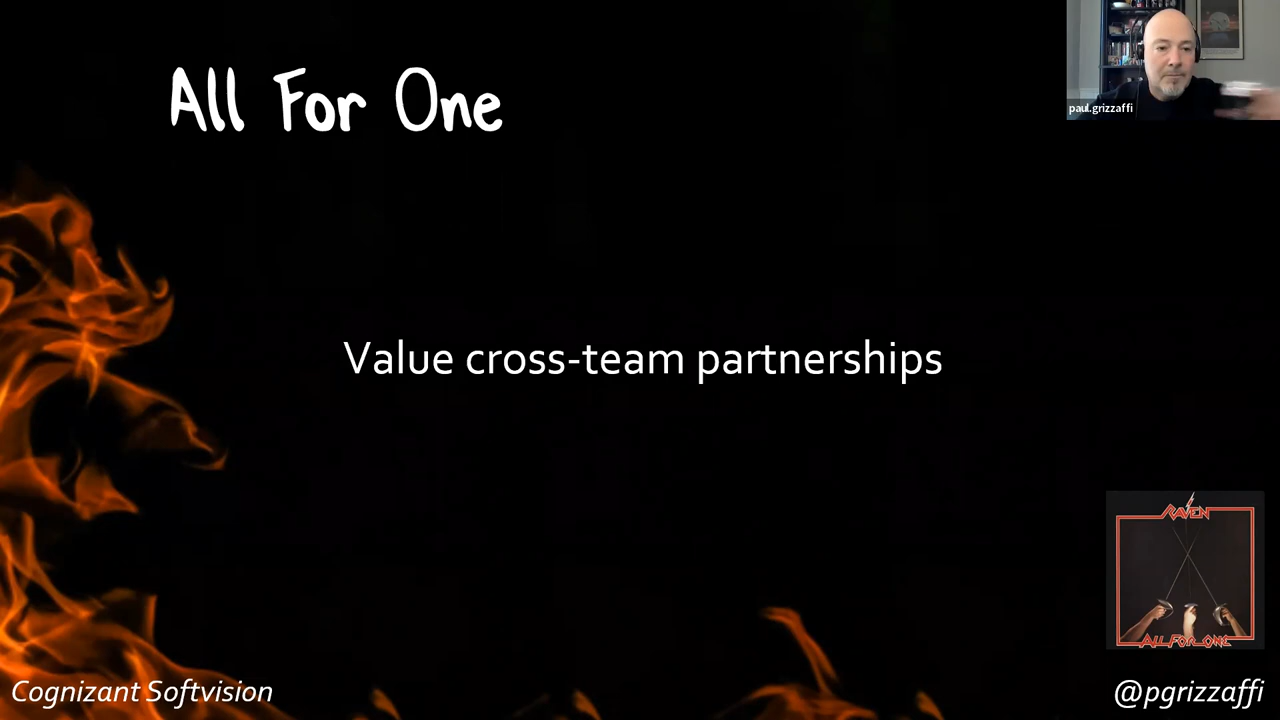 All For One
paul.grizzaffi
Value cross-team partnerships
RAVEN
ALL FOR ONE
Cognizant Softvision
@pgrizzaffi